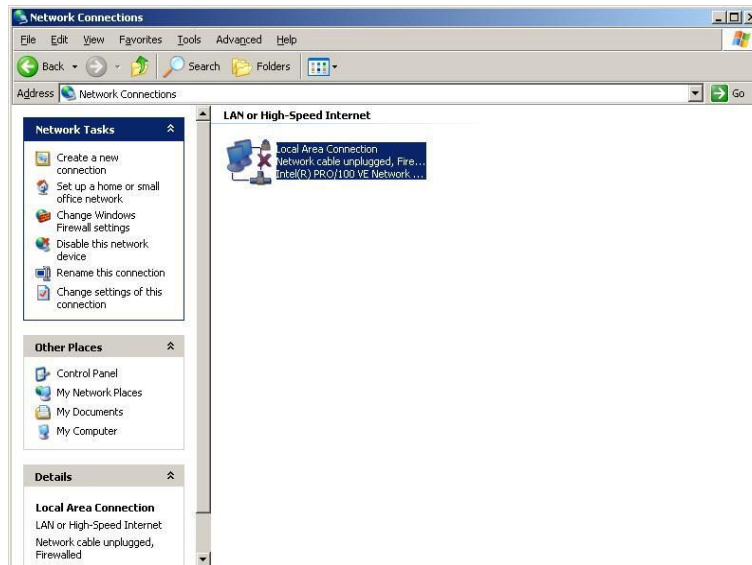 Network Connections
File Edit View Favorites Tools Advanced Help
Back Search Folders
Address Network Connections Go
Network Tasks
Create a new
connection
Set up a home or small
office network
Change Windows
Firewall settings
Disable this network
device
Rename this connection
Change settings of this
connection
Other Places
Control Panel
My Network Places
My Documents
My Computer
Details
Local Area Connection
LAN or High-Speed Internet
Network cable unplugged,
Firewalled
LAN or High-Speed Internet
Local Area Connection
Network cable unplugged, Fire...
Intel(R) PRO/100 VE Network ...